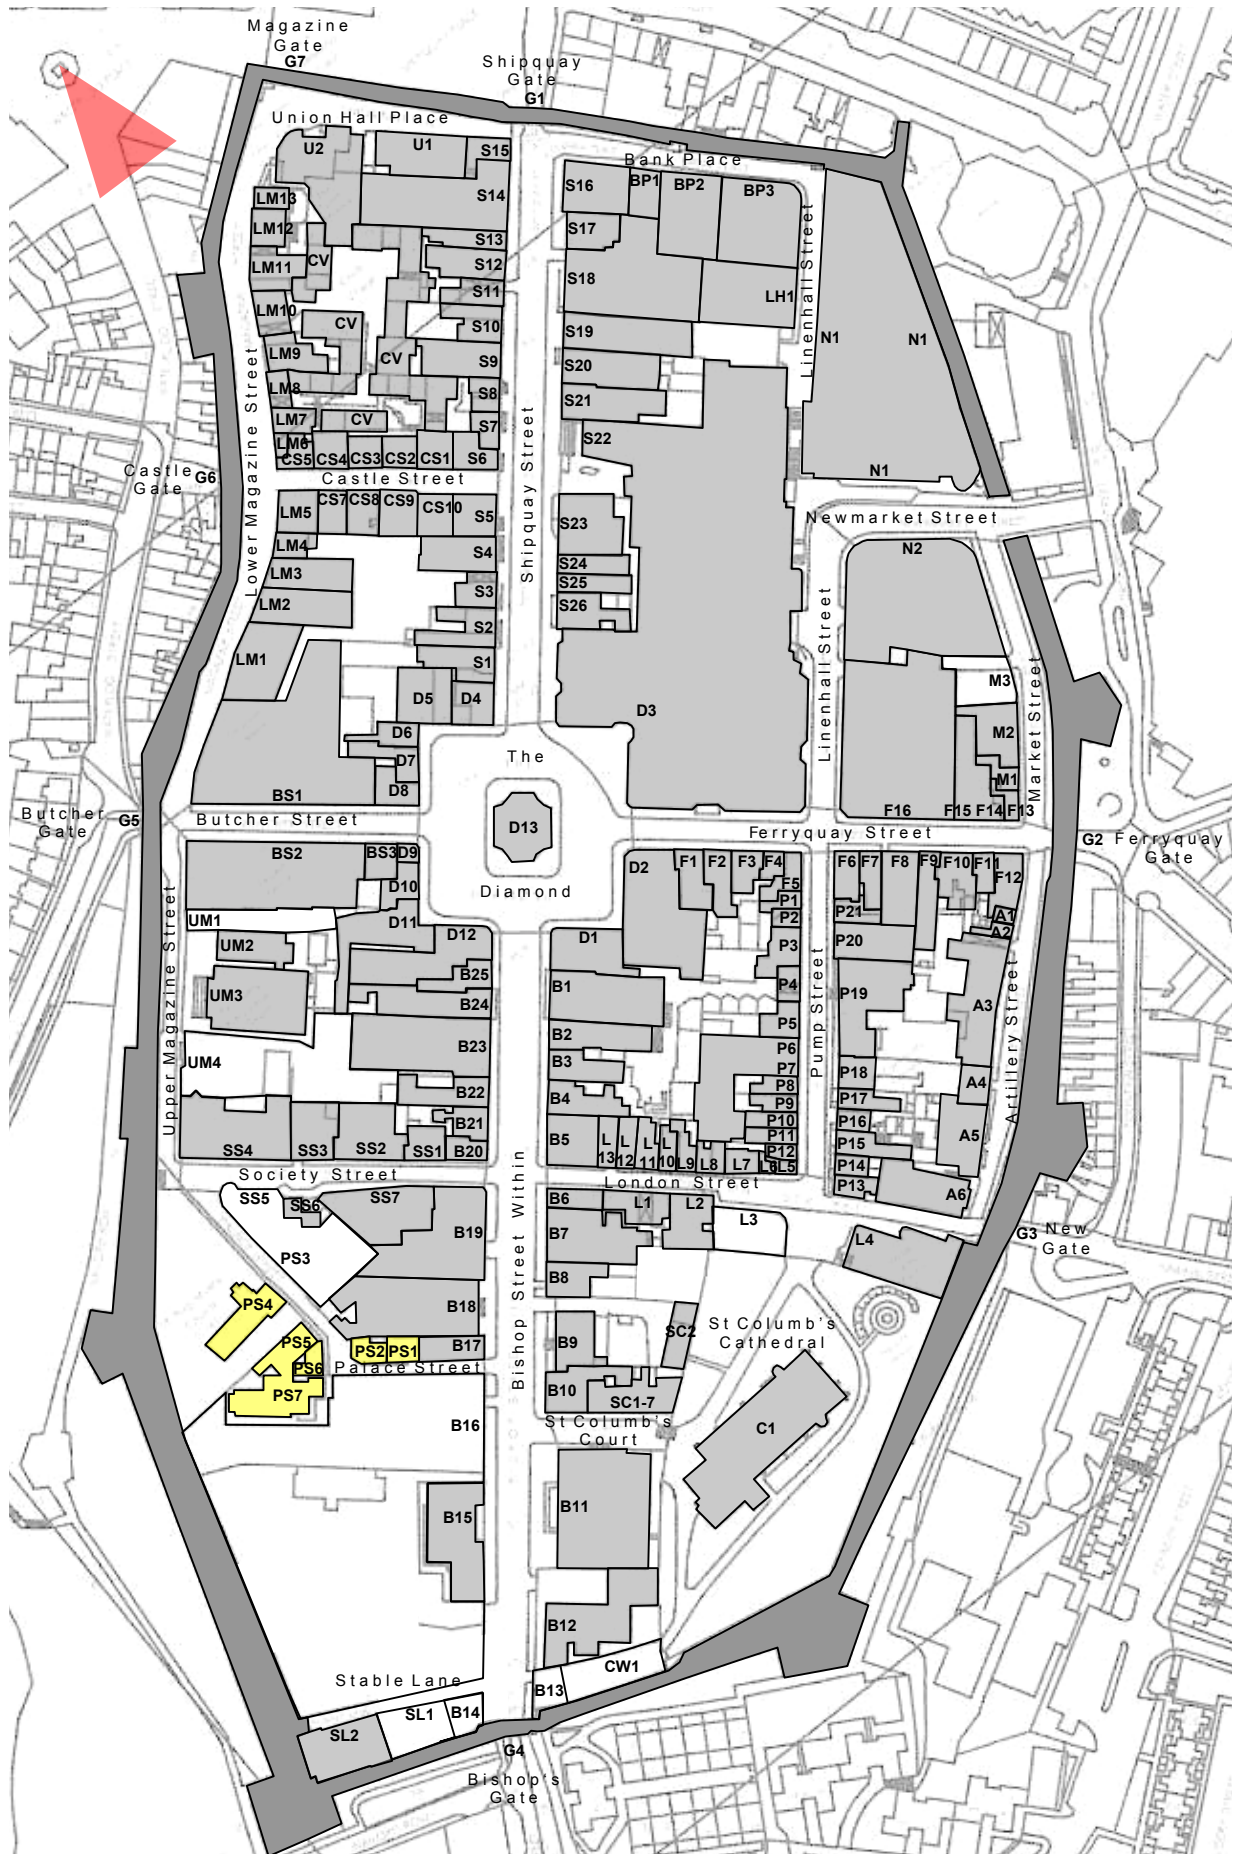 Magazine
Gate
G7
Shipquay
Gate
G1
Union Hall Place
U2
U1
S15
Bank Place
S14
S16
BP1
BP2
BP3
LM13
LM12
S13
S17
S12
LM11
CV
S18
Linenhall Street
S11
LH1
LM10
CV
S10
S19
N1
N1
LM9
CV
S9
S20
Lower Magazine Street
LM8
S8
S21
LM7
CV
S7
Shipquay Street
S22
LM6
CS5
CS4
CS3
CS2
CS1
S6
Castle
Gate
G6
Castle Street
N1
LM5
CS7
CS8
CS9
CS10
S5
S23
Newmarket Street
LM4
S4
N2
LM3
S24
S25
LM2
S3
S26
S2
LM1
S1
Linenhall Street
D5
D4
D3
M3
Market Street
D6
The
M2
D7
M1
D8
BS1
F16
F15
F14
F13
Butcher
Gate
G5
Butcher Street
D13
Ferryquay Street
G2
Ferryquay
Gate
BS2
BS3
D9
D2
F1
F2
F3
F4
F5
F6
F7
F8
F9
F10
F11
F12
Diamond
D10
P1
P21
A1
UM1
D11
P2
A2
UM2
D12
D1
P3
P20
Upper Magazine Street
B25
B1
P4
P19
UM3
B24
A3
Pump Street
P5
Artillery Street
B2
P6
UM4
B23
B3
P7
P18
A4
B22
P8
B4
P9
P17
B21
P10
P16
B5
L
13
L
12
L
11
L
10
L9
L8
L7
L6
L5
P11
P12
P15
A5
SS4
SS3
SS2
SS1
B20
P14
P13
A6
Society Street
London Street
SS5
SS6
SS7
B6
L1
L2
L3
B19
B7
L4
G3
New
Gate
PS3
B8
Bishop Street Within
PS4
B18
St Columb's
Cathedral
PS5
PS2
PS1
B17
B9
SC2
PS6
Palace Street
PS7
B10
SC1-7
B16
St Columb's
Court
C1
B15
B11
B12
Stable Lane
CW1
B13
SL2
SL1
B14
G4
Bishop's
Gate